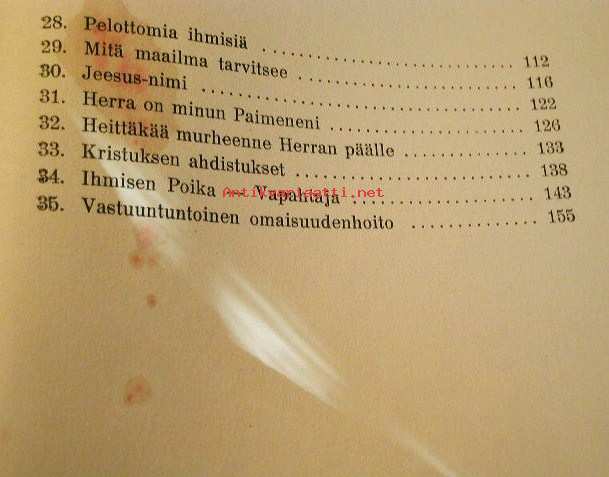 28. Pelottomia ihmisiä .......................... 112
29. Mitä maailma tarvitsee ...................... 116
30. Jeesus-nimi ................................. 122
31. Herra on minun Paimeneni .................... 126
32. Heittäkää murheenne Herran päälle ........... 133
33. Kristuksen ahdistukset ...................... 138
34. Ihmisen Poika — Vapahtaja ................... 143
Antikvariaatti.net
35. Vastuuntuntoinen omaisuudenhoito ............ 155